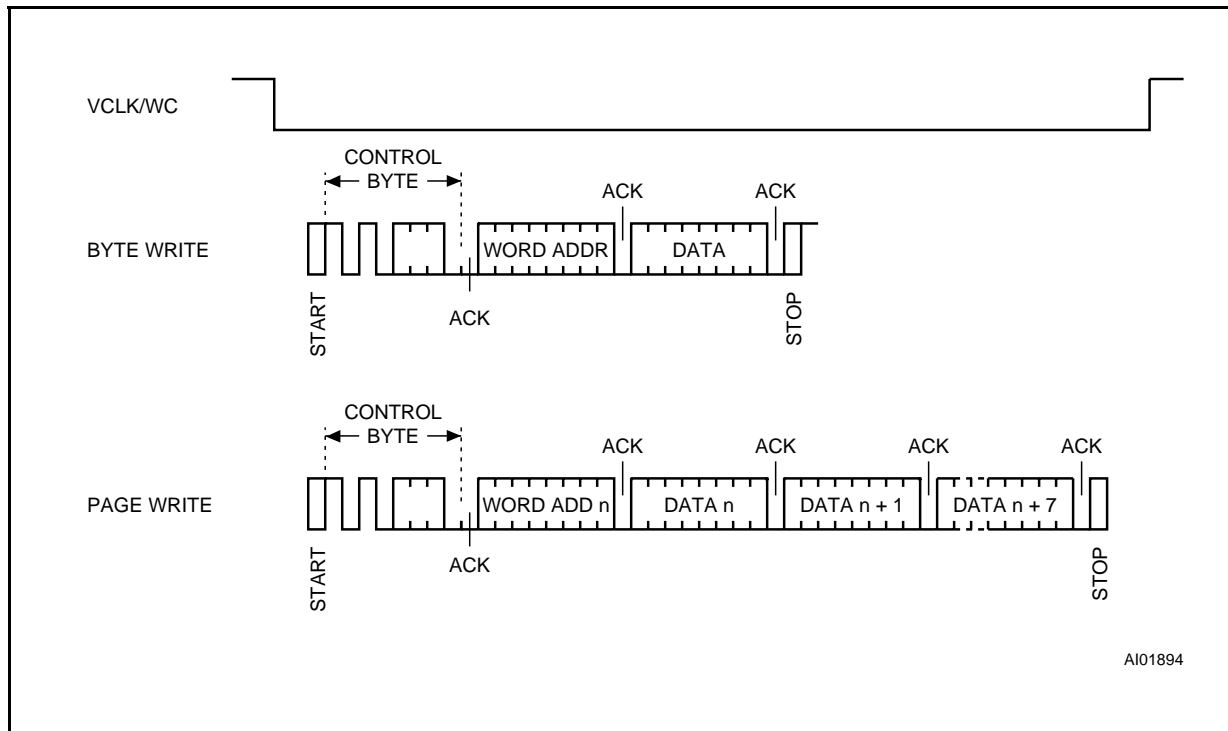 VCLK/WC
CONTROL
BYTE
ACK
ACK
BYTE WRITE
WORD ADDR
DATA
START
ACK
STOP
CONTROL
BYTE
ACK
ACK
ACK
ACK
PAGE WRITE
WORD ADD n
DATA n
DATA n + 1
DATA n + 7
START
ACK
STOP
AI01894